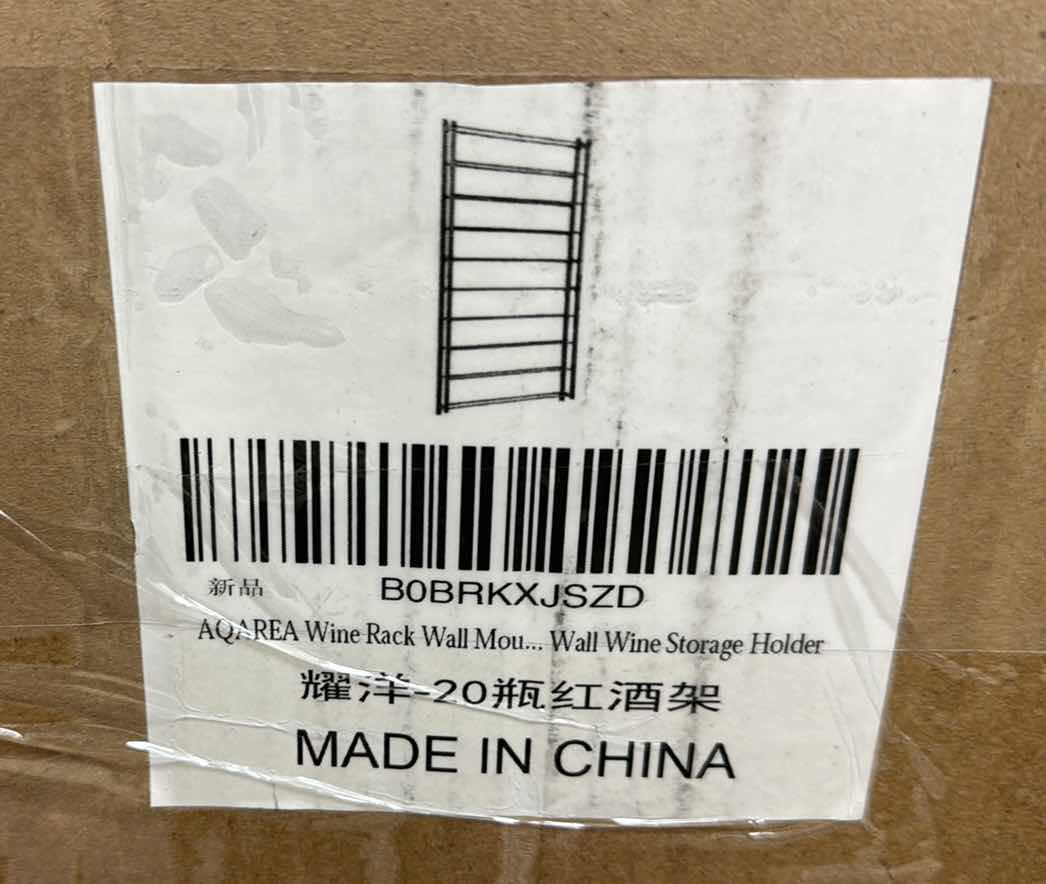 新品
B0BRKXJSZD
AQAREA Wine Rack Wall Mou... Wall Wine Storage Holder
耀洋-20瓶红酒架
MADE IN CHINA